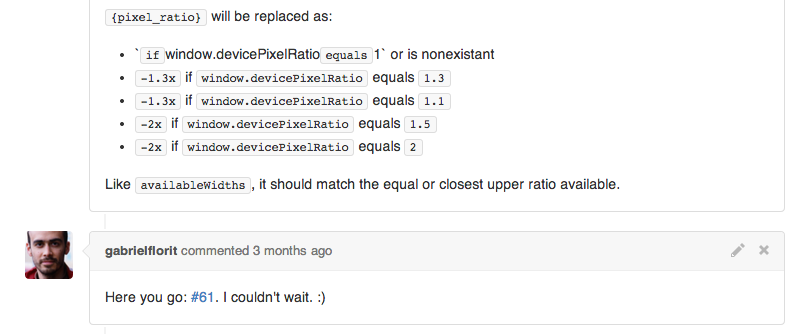 {pixel_ratio} will be replaced as:
• ` if window.devicePixelRatio equals 1` or is nonexistant
• -1.3x if window.devicePixelRatio equals 1.3
• -1.3x if window.devicePixelRatio equals 1.1
• -2x if window.devicePixelRatio equals 1.5
• -2x if window.devicePixelRatio equals 2
Like availableWidths , it should match the equal or closest upper ratio available.
gabrielflorit commented 3 months ago
Here you go: #61. I couldn't wait. :)